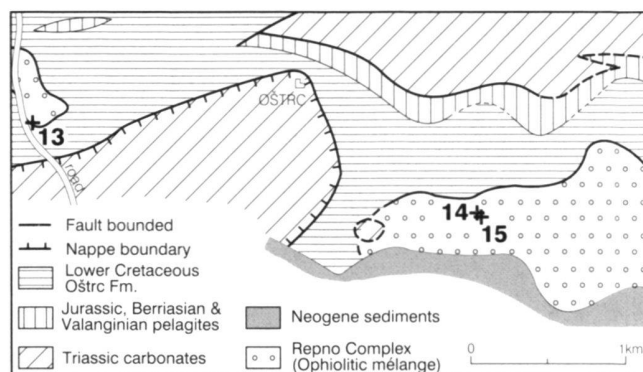 OŠTRC
13
road
14
15
Fault bounded
Nappe boundary
Lower Cretaceous
Oštrc Fm.
Jurassic, Berriasian &
Valanginian pelagites
Triassic carbonates
Neogene sediments
Repno Complex
(Ophiolitic mélange)
0 1km